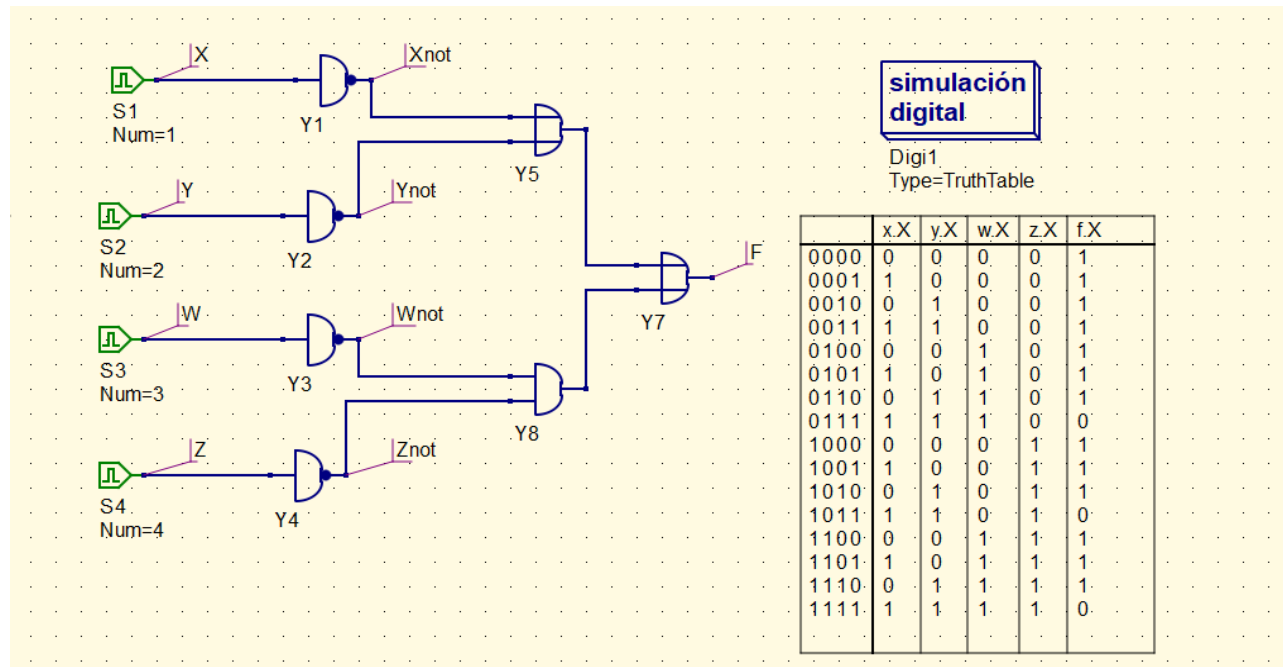 X
Xnot
S1
Num=1
Y1
Y5
Y
Ynot
S2
Num=2
Y2
F
Y7
W
Wnot
S3
Num=3
Y3
Y8
Z
Znot
S4
Num=4
Y4
simulación
digital
Digi1
Type=TruthTable
x.X y.X w.X z.X f.X
0000 0 0 0 0 1
0001 1 0 0 0 1
0010 0 1 0 0 1
0011 1 1 0 0 1
0100 0 0 1 0 1
0101 1 0 1 0 1
0110 0 1 1 0 1
0111 1 1 1 0 0
1000 0 0 0 1 1
1001 1 0 0 1 1
1010 0 1 0 1 1
1011 1 1 0 1 0
1100 0 0 1 1 1
1101 1 0 1 1 1
1110 0 1 1 1 1
1111 1 1 1 1 0